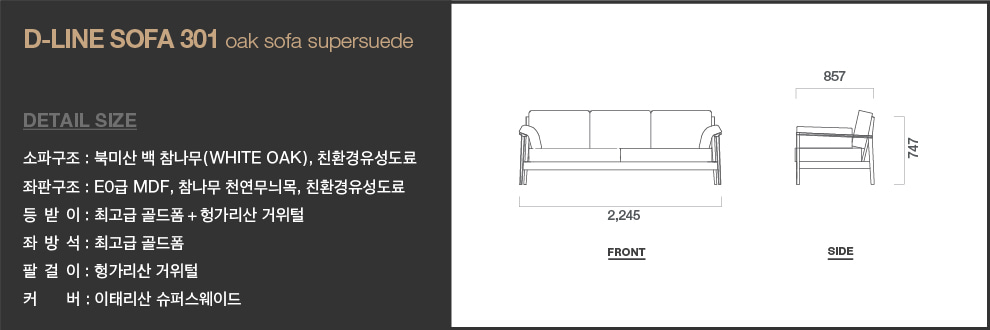 D-LINE SOFA 301 oak sofa supersuede
DETAIL SIZE
소파구조 : 북미산 백 참나무(WHITE OAK), 친환경유성도료
좌판구조 : E0급 MDF, 참나무 천연무늬목, 친환경유성도료
등 받 이 : 최고급 골드폼 + 헝가리산 거위털
좌 방 석 : 최고급 골드폼
팔 걸 이 : 헝가리산 거위털
커 버 : 이태리산 슈퍼스웨이드
857
747
2,245
FRONT
SIDE